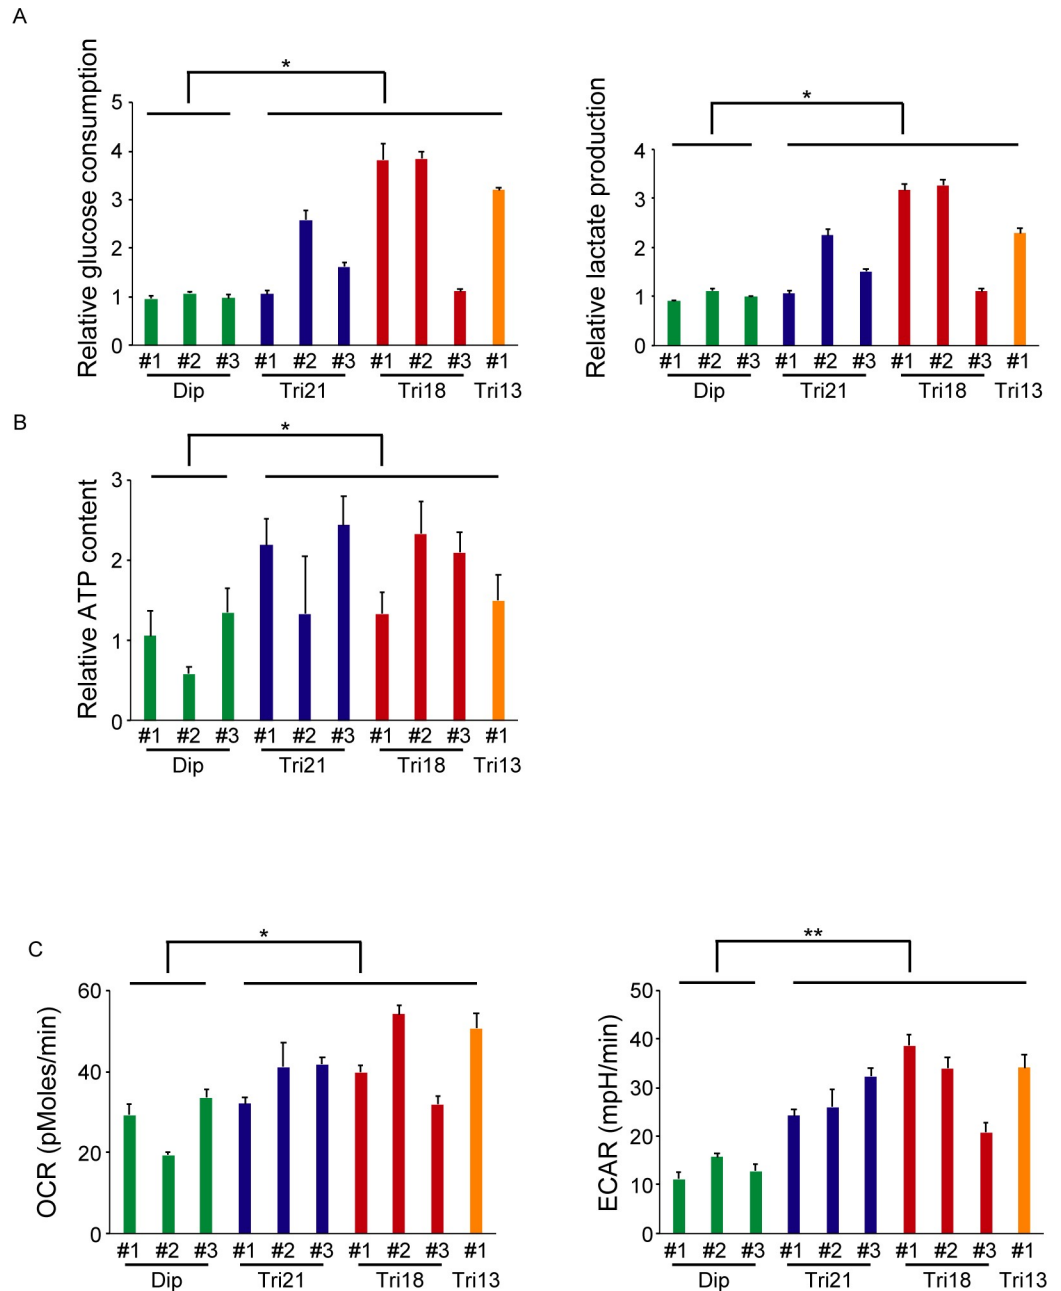 A
Relative glucose consumption
*
5
4
3
2
1
0
#1 #2 #3 #1 #2 #3 #1 #2 #3 #1
Dip Tri21 Tri18 Tri13
Relative lactate production
*
4
3
2
1
0
#1 #2 #3 #1 #2 #3 #1 #2 #3 #1
Dip Tri21 Tri18 Tri13
B
Relative ATP content
*
3
2
1
0
#1 #2 #3 #1 #2 #3 #1 #2 #3 #1
Dip Tri21 Tri18 Tri13
C
OCR (pMoles/min)
*
60
40
20
0
#1 #2 #3 #1 #2 #3 #1 #2 #3 #1
Dip Tri21 Tri18 Tri13
ECAR (mpH/min)
**
50
40
30
20
10
0
#1 #2 #3 #1 #2 #3 #1 #2 #3 #1
Dip Tri21 Tri18 Tri13